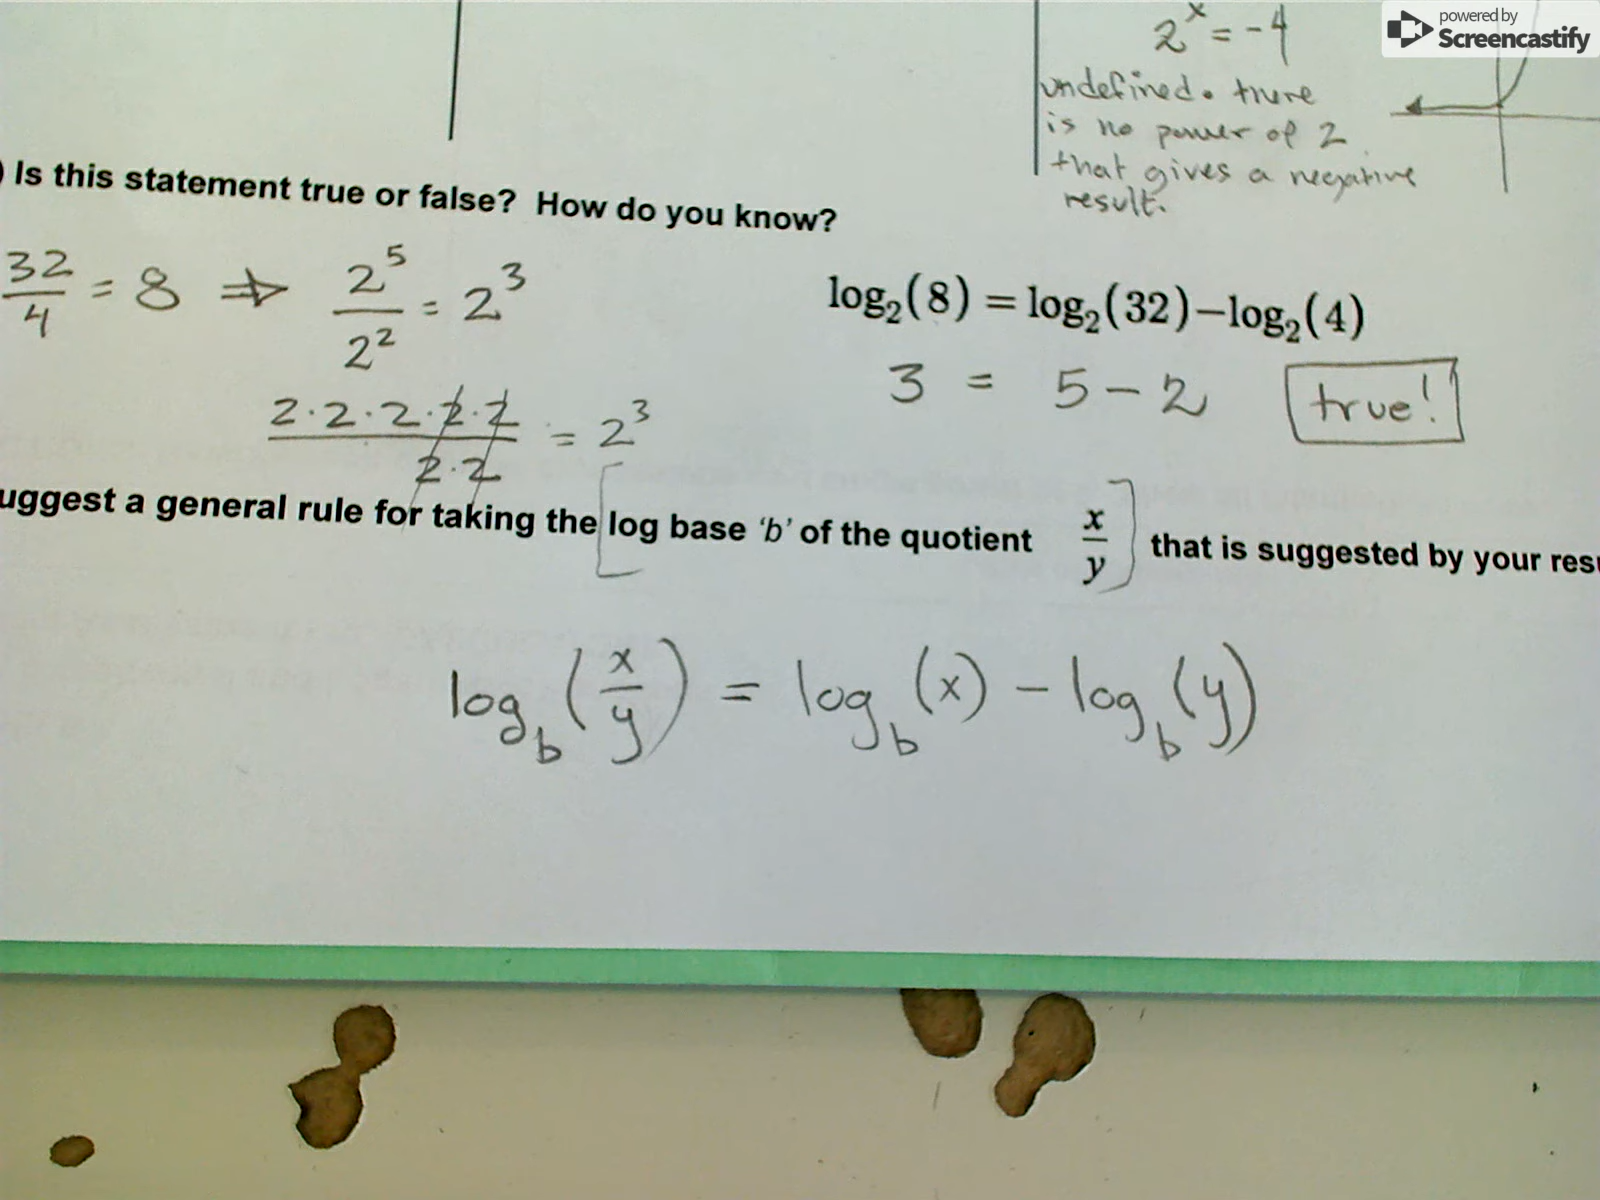 powered by
Screencastify
2^x = -4
undefined. there
is no power of 2
that gives a negative
result.
) Is this statement true or false? How do you know?
32/4 = 8 ⇒ 2^5/2^2 = 2^3
log₂(8) = log₂(32) – log₂(4)
3 = 5 – 2 true!
2·2·2·2·2 / 2·2 = 2^3
uggest a general rule for taking the [log base 'b' of the quotient x/y] that is suggested by your res
log_b(x/y) = log_b(x) – log_b(y)